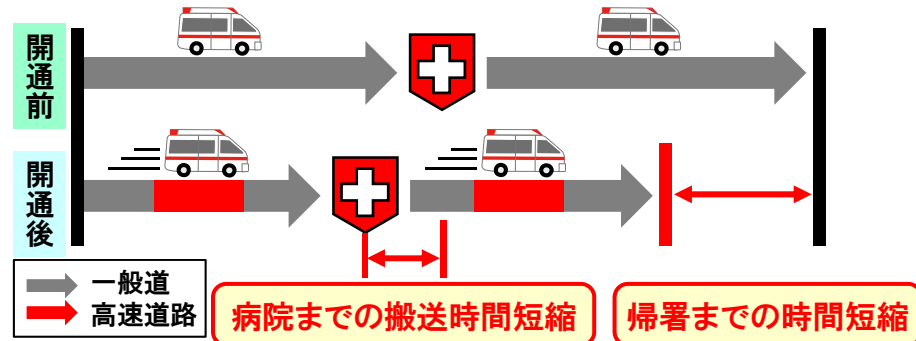 開通前
開通後
一般道
高速道路
病院までの搬送時間短縮
帰署までの時間短縮